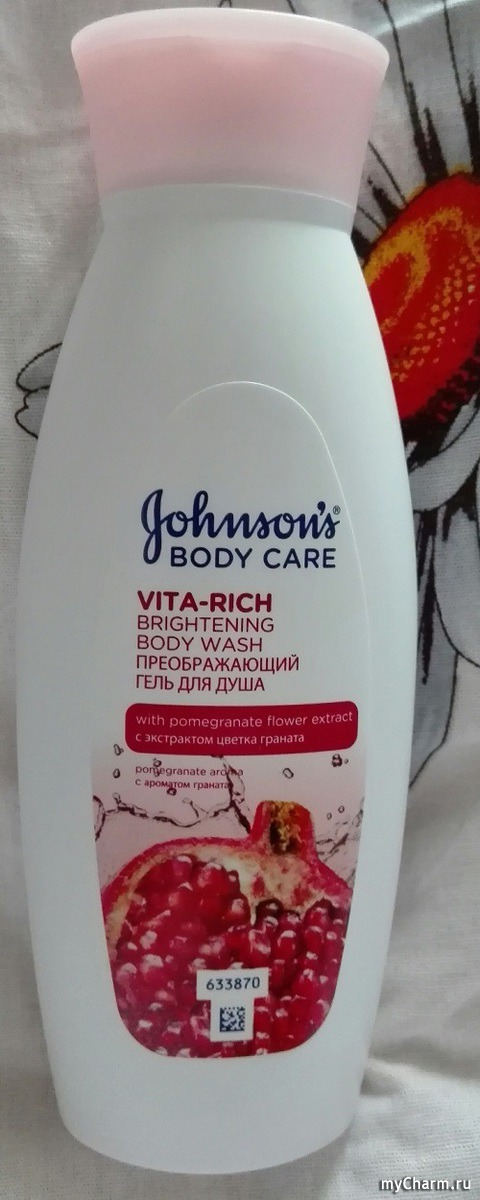 Johnson's®
BODY CARE
VITA-RICH
BRIGHTENING
BODY WASH
ПРЕОБРАЖАЮЩИЙ
ГЕЛЬ ДЛЯ ДУША
with pomegranate flower extract
с экстрактом цветка граната
pomegranate aroma
с ароматом граната
633870
myCharm.ru